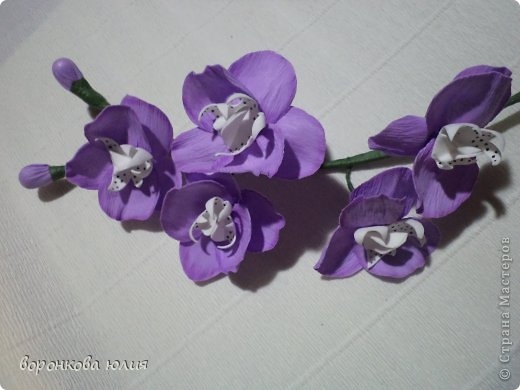 воронкова юлия
© Страна Мастеров